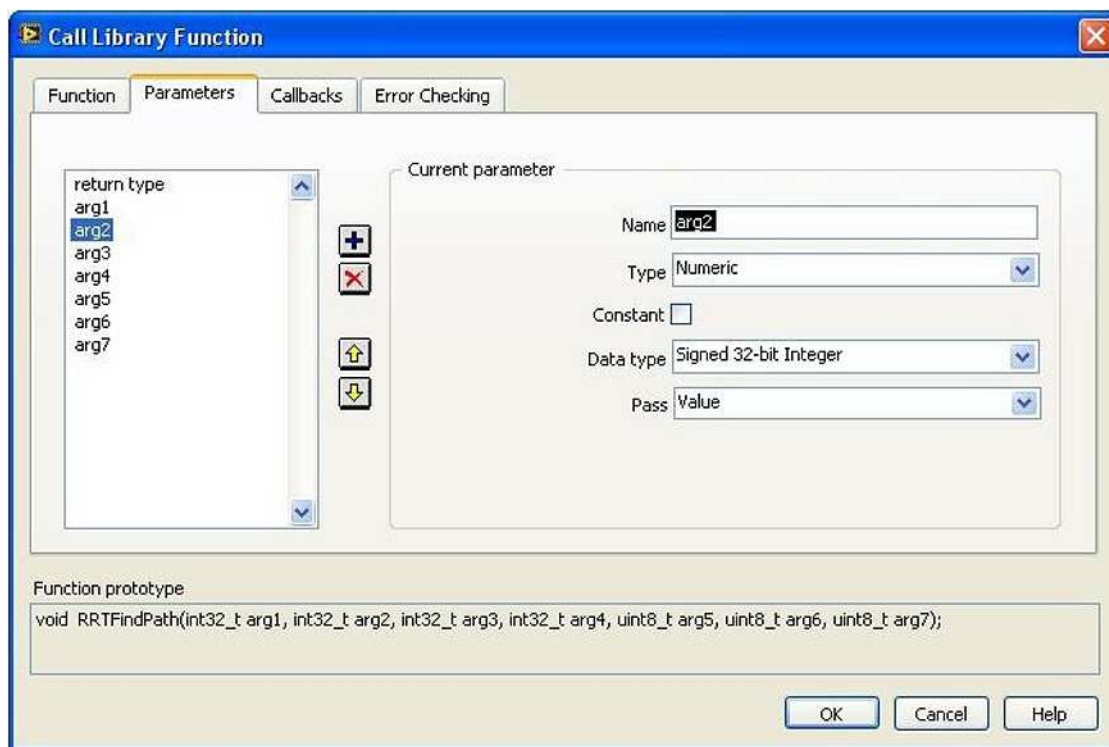 Call Library Function
Function Parameters Callbacks Error Checking
return type
arg1
arg2
arg3
arg4
arg5
arg6
arg7
Current parameter
Name arg2
Type Numeric
Constant
Data type Signed 32-bit Integer
Pass Value
Function prototype
void RRTFindPath(int32_t arg1, int32_t arg2, int32_t arg3, int32_t arg4, uint8_t arg5, uint8_t arg6, uint8_t arg7);
OK Cancel Help